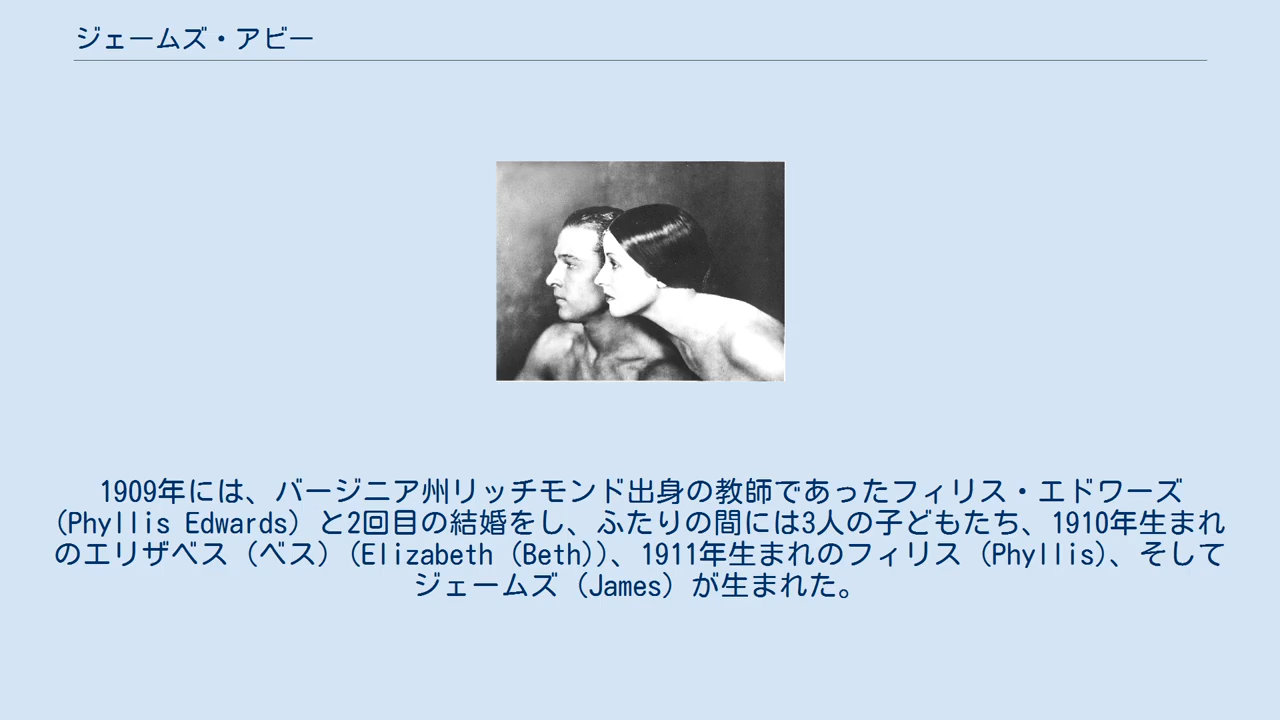 ジェームズ・アビー
1909年には、バージニア州リッチモンド出身の教師であったフィリス・エドワーズ
(Phyllis Edwards) と2回目の結婚をし、ふたりの間には3人の子どもたち、1910年生まれ
のエリザベス (ベス) (Elizabeth (Beth))、1911年生まれのフィリス (Phyllis)、そして
ジェームズ (James) が生まれた。